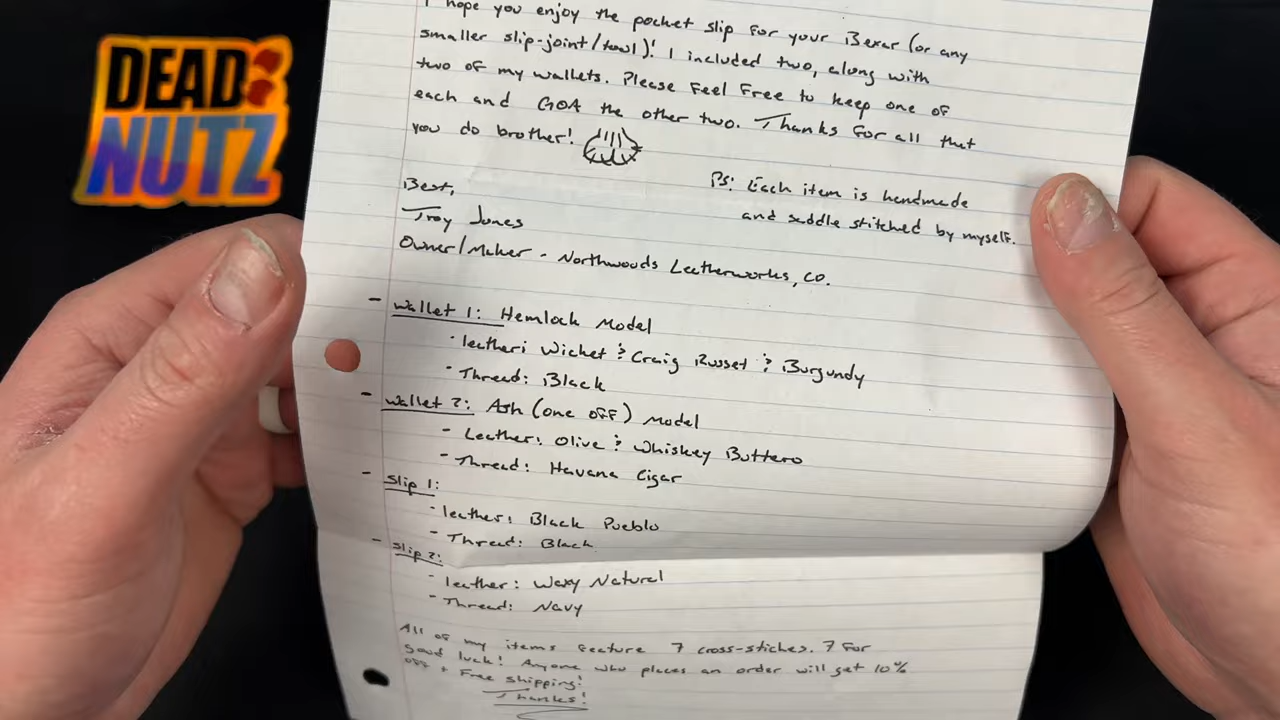 DEAD
NUTZ
I hope you enjoy the pocket slip for your Bexar (or any
smaller slip-joint/tool)! I included two, along with
two of my wallets. Please feel free to keep one of
each and GOA the other two. Thanks for all that
you do brother!
PS: Each item is handmade
and saddle stitched by myself.
Best,
Troy Jones
Owner/Maker - Northwoods Leatherworks, CO.
- Wallet 1: Hemlock Model
· leather: Wicket & Craig Russet & Burgundy
· Thread: Black
- Wallet 2: Ash (one off) Model
- Leather: Olive & Whiskey Buttero
- Thread: Havana Cigar
- Slip 1:
· leather: Black Pueblo
- Thread: Black
- Slip 2:
- leather: Waxy Natural
- Thread: Navy
All of my items feature 7 cross-stiches. 7 for
good luck! Anyone who places an order will get 10%
off + Free shipping!
Thanks!